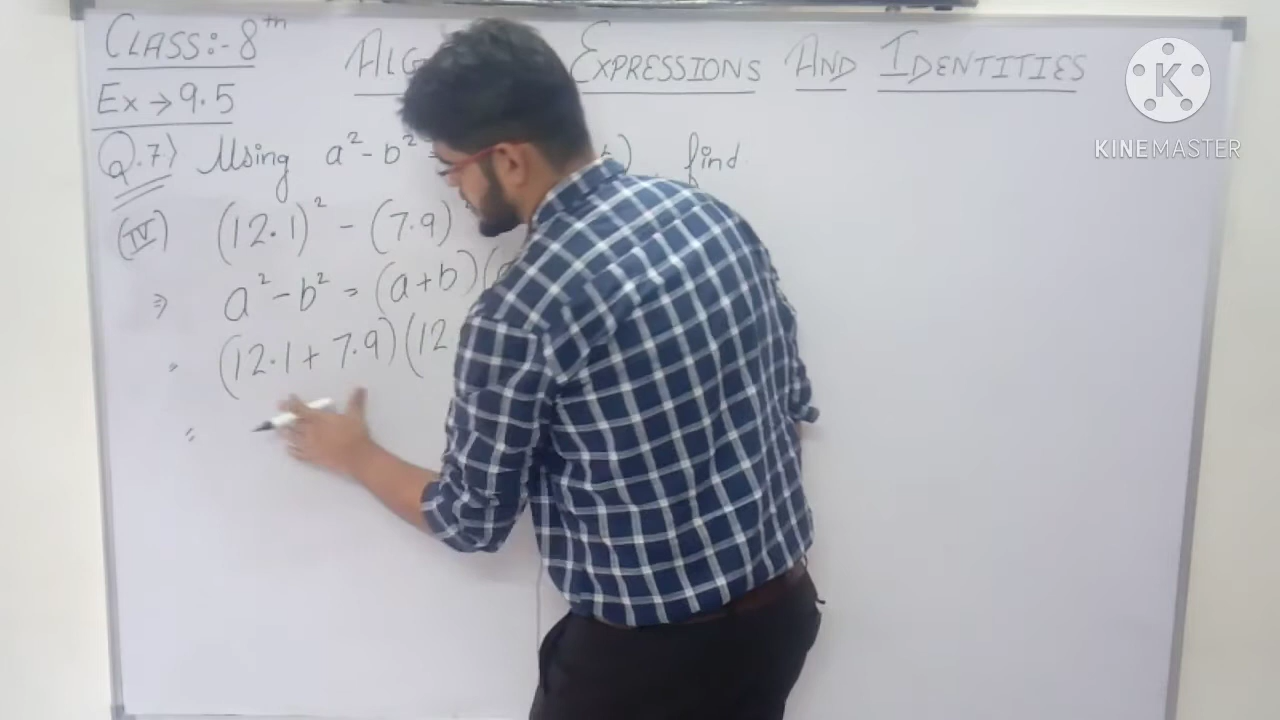 CLASS:- 8th
EXPRESSIONS AND IDENTITIES
Ex → 9.5
Q.7) Using a² - b² = find
(IV) (12.1)² - (7.9)²
⇒ a² - b² = (a+b)(
= (12.1 + 7.9)(12
=
K
KINEMASTER